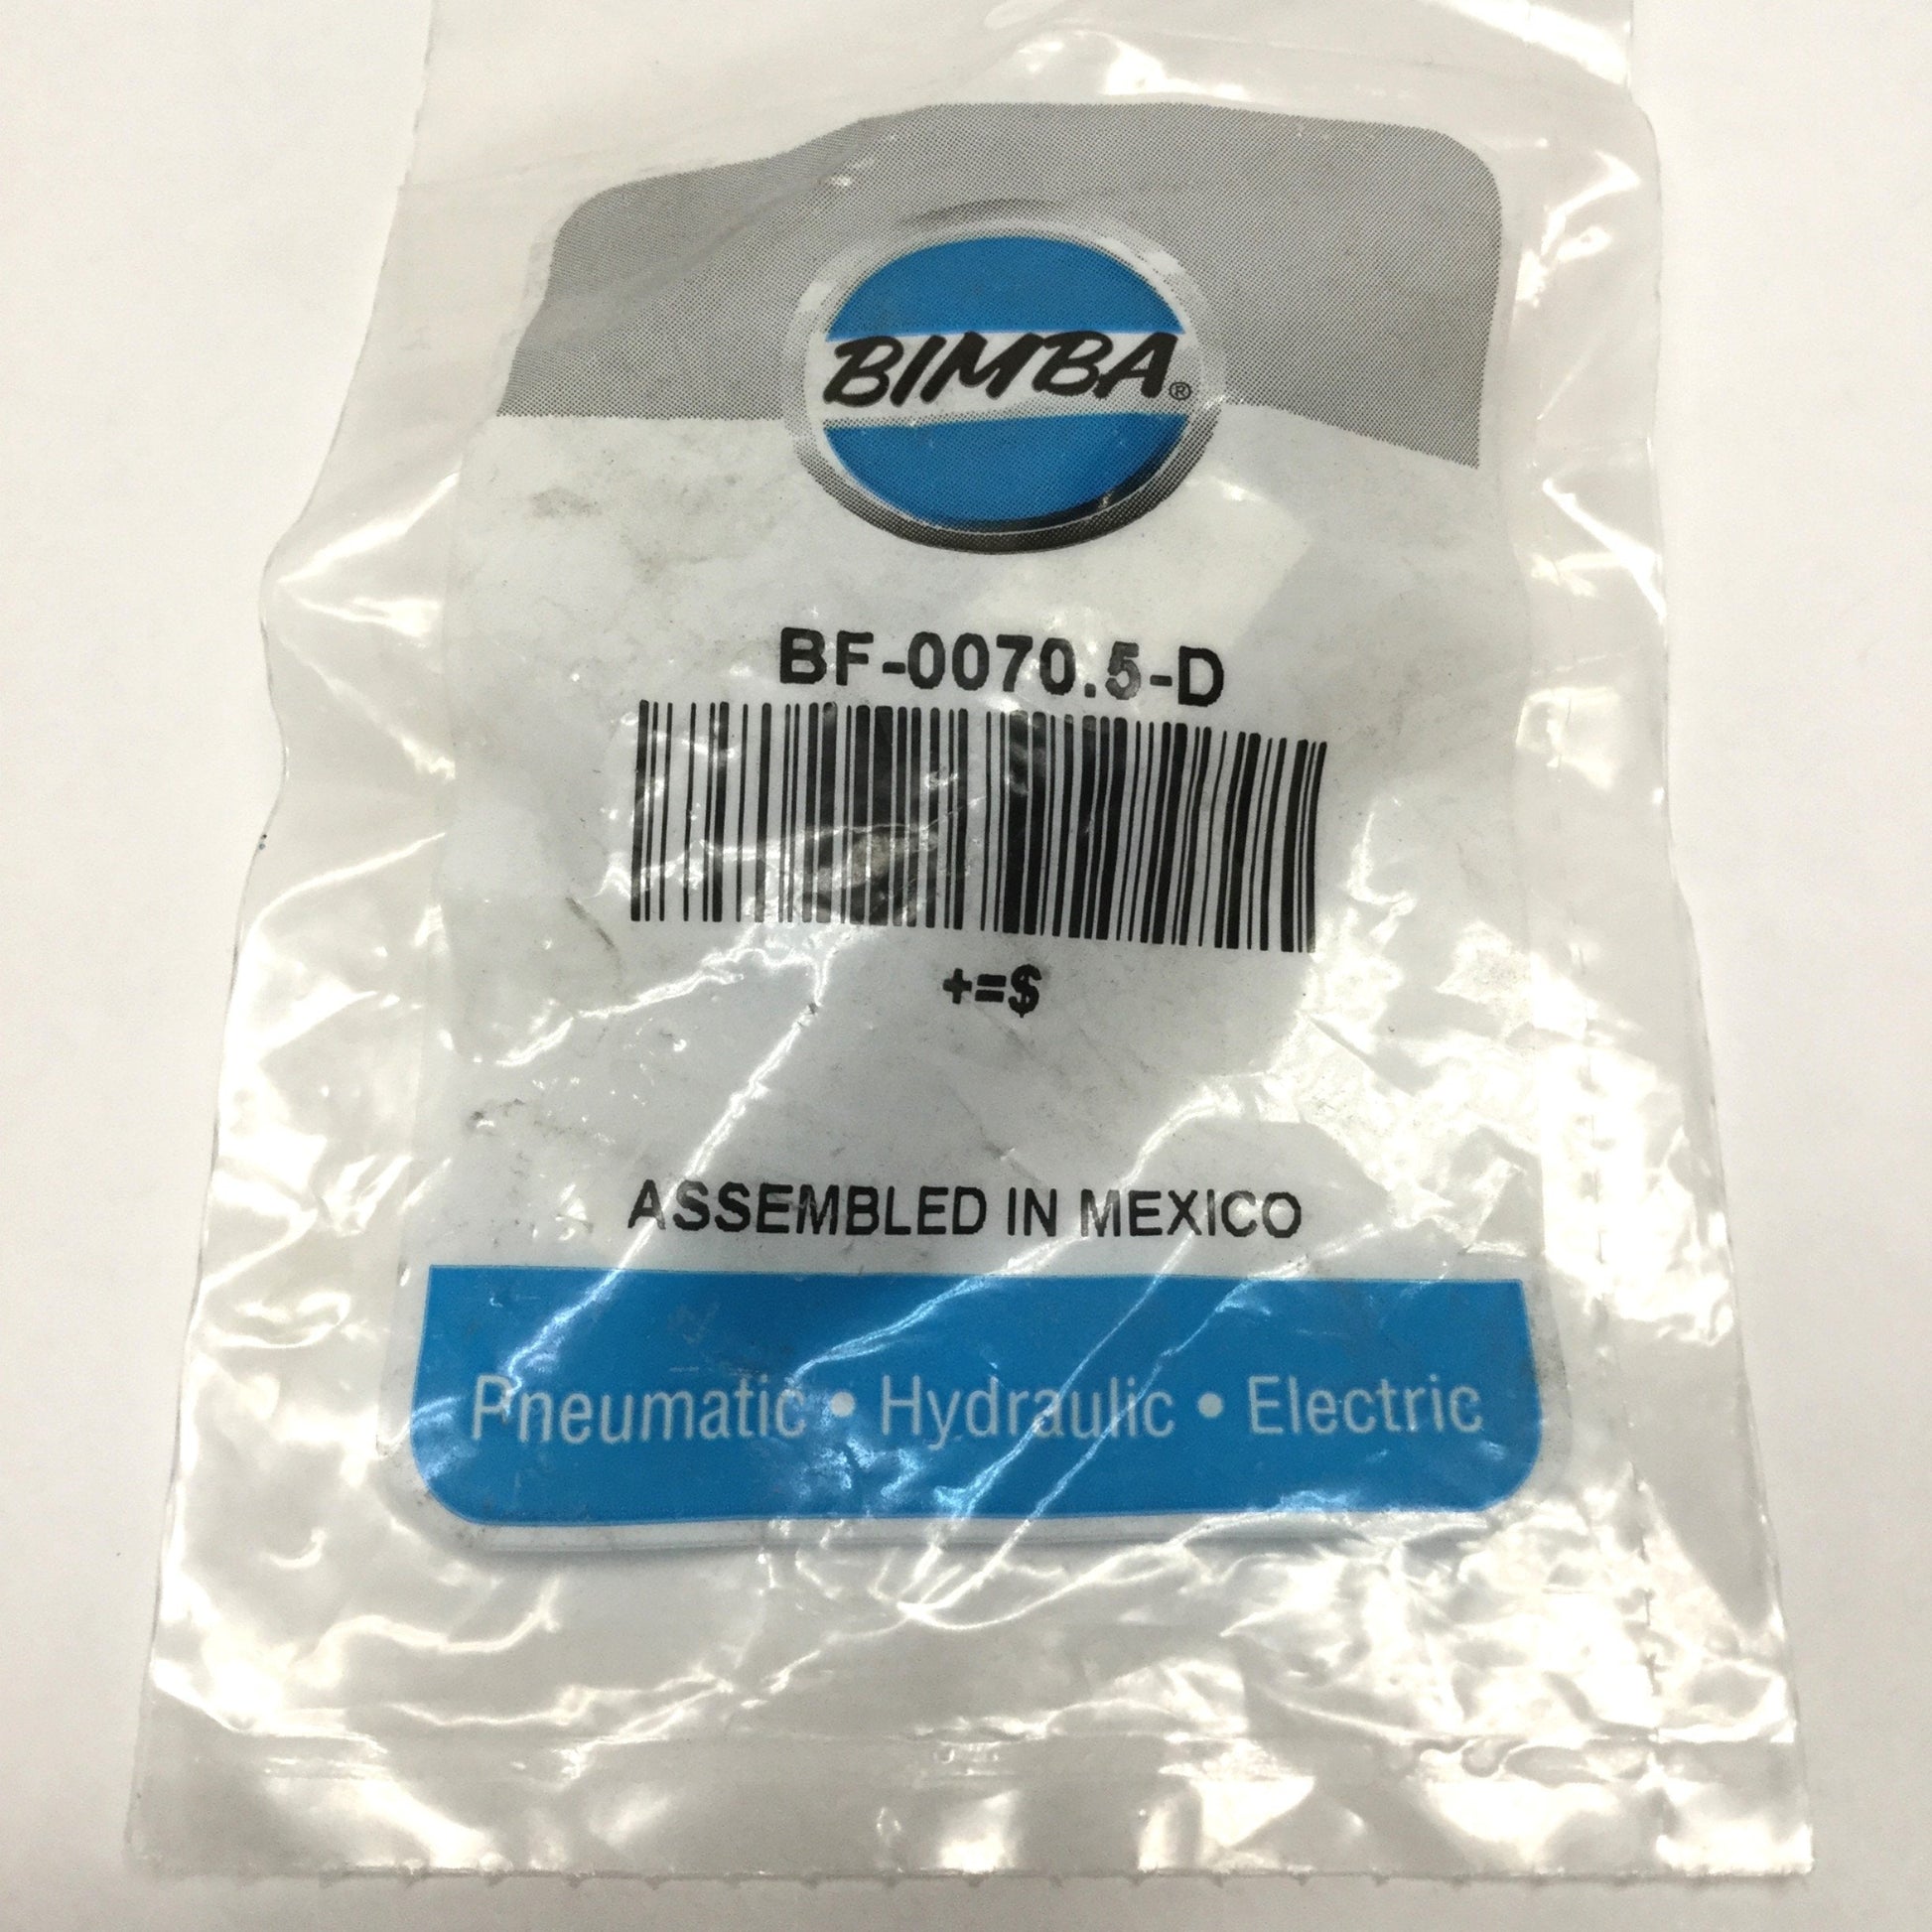 BIMBA®
BF-0070.5-D
+=$
ASSEMBLED IN MEXICO
Pneumatic • Hydraulic • Electric